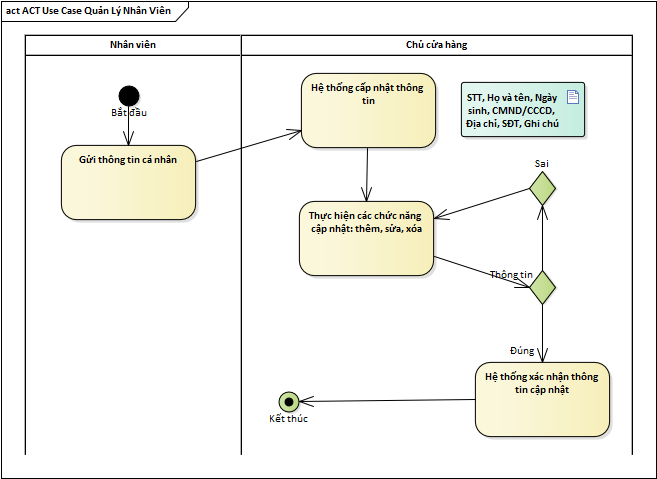 act ACT Use Case Quản Lý Nhân Viên
Nhân viên
Chủ cửa hàng
Bắt đầu
Gửi thông tin cá nhân
Hệ thống cấp nhật thông
tin
STT, Họ và tên, Ngày
sinh, CMND/CCCD,
Địa chỉ, SĐT, Ghi chú
Sai
Thực hiện các chức năng
cập nhật: thêm, sửa, xóa
Thông tin
Đúng
Hệ thống xác nhận thông
tin cập nhật
Kết thúc